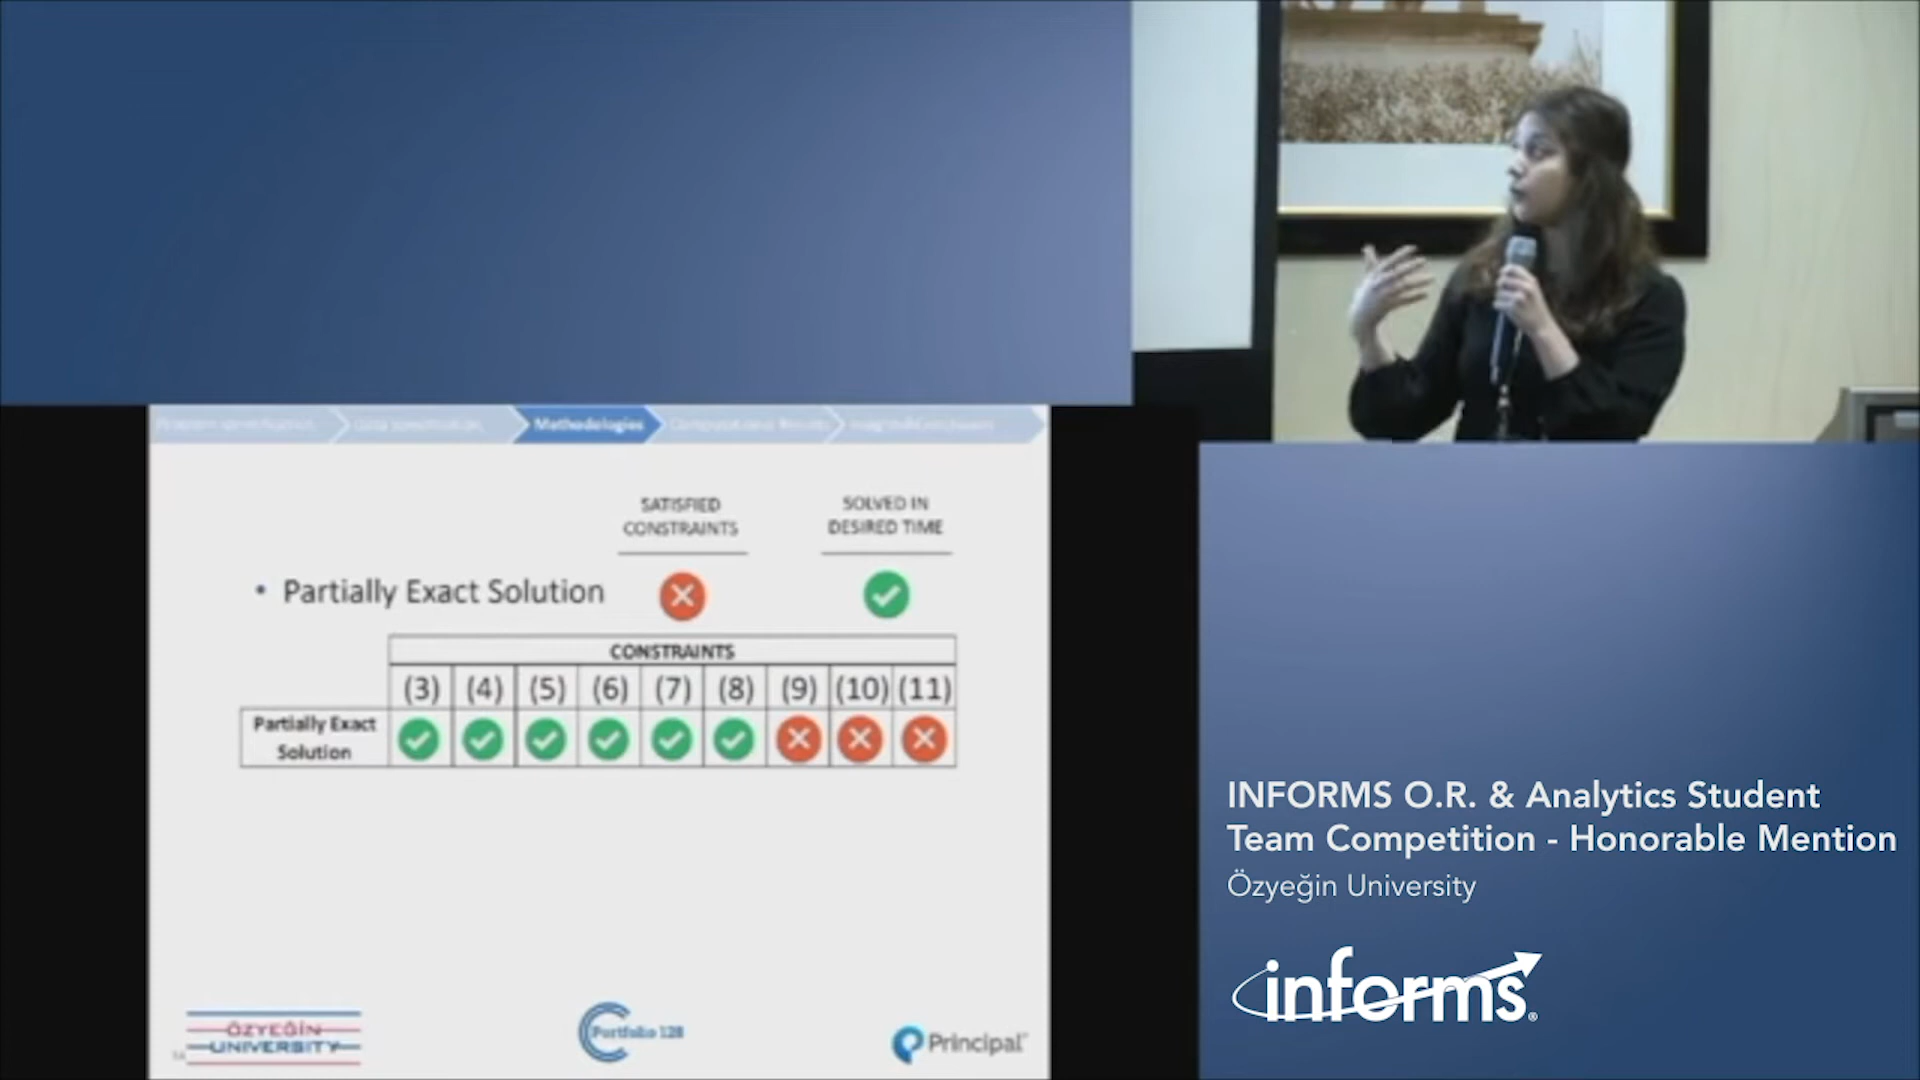 Methodologies
SATISFIED
CONSTRAINTS
SOLVED IN
DESIRED TIME
• Partially Exact Solution
CONSTRAINTS
(3) (4) (5) (6) (7) (8) (9) (10) (11)
Partially Exact
Solution
ÖZYEĞİN
UNIVERSITY
Portfolio 128
Principal
INFORMS O.R. & Analytics Student
Team Competition - Honorable Mention
Özyeğin University
informs®